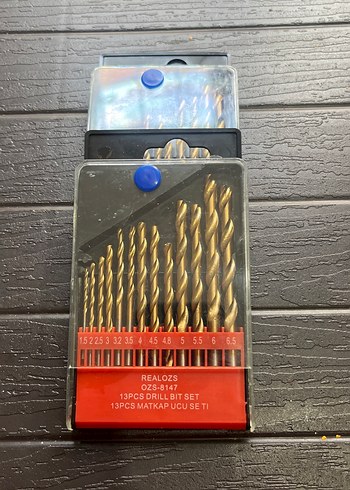 1.5 2 2.5 3 3.2 3.5 4 4.5 4.8 5 5.5 6 6.5
REALOZS
OZS-8147
13PCS DRILL BIT SET
13PCS MATKAP UCU SE TI